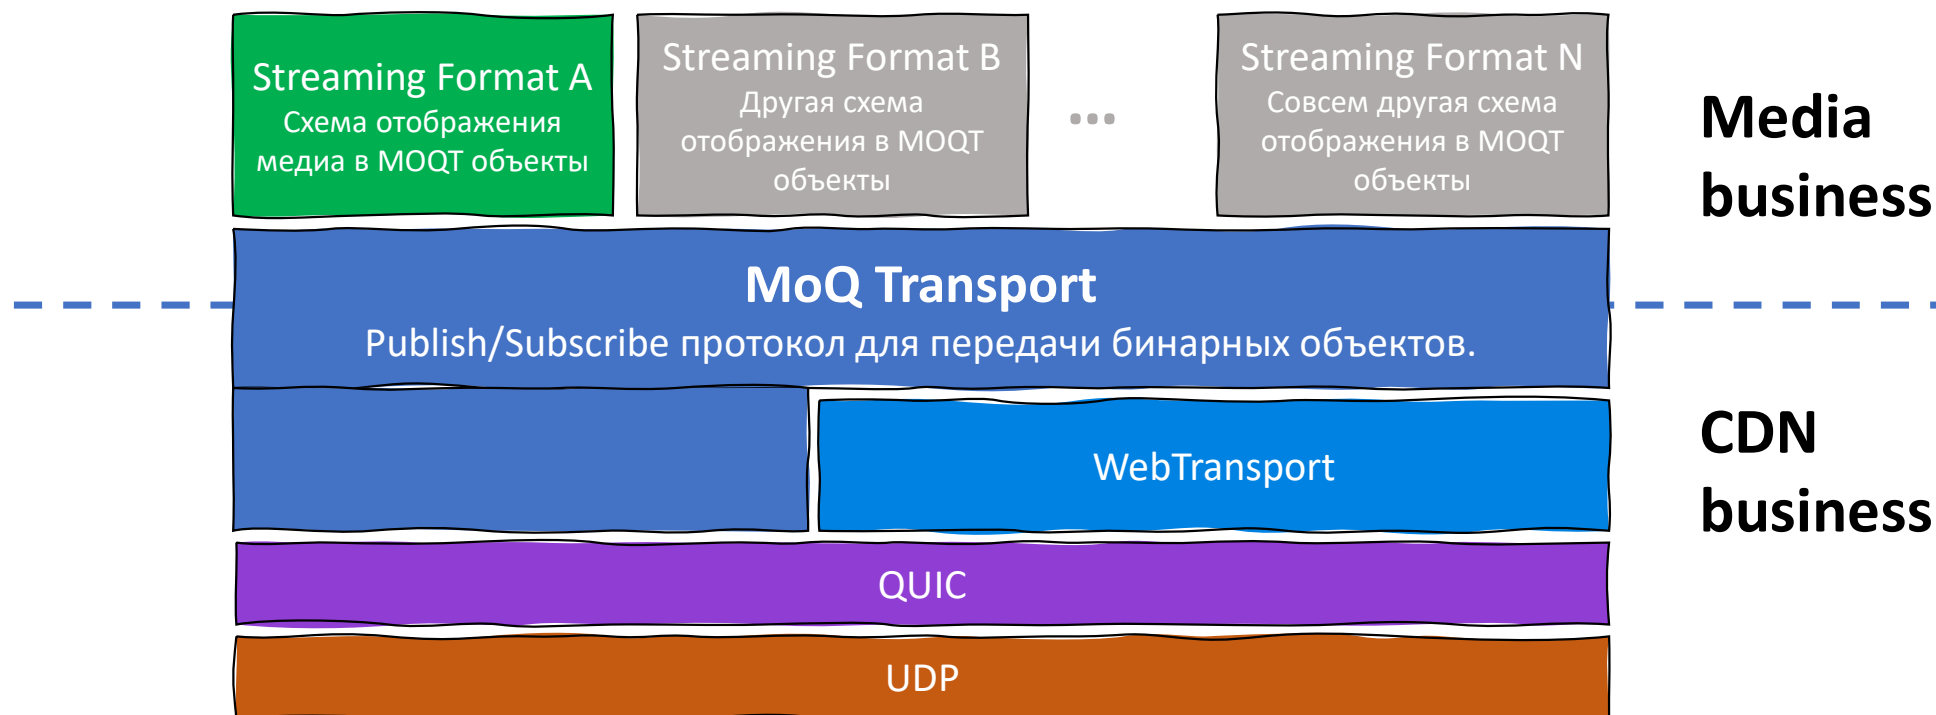 Streaming Format A
Схема отображения
медиа в MOQT объекты
Streaming Format B
Другая схема
отображения в MOQT
объекты
...
Streaming Format N
Совсем другая схема
отображения в MOQT
объекты
Media
business
MoQ Transport
Publish/Subscribe протокол для передачи бинарных объектов.
WebTransport
CDN
business
QUIC
UDP